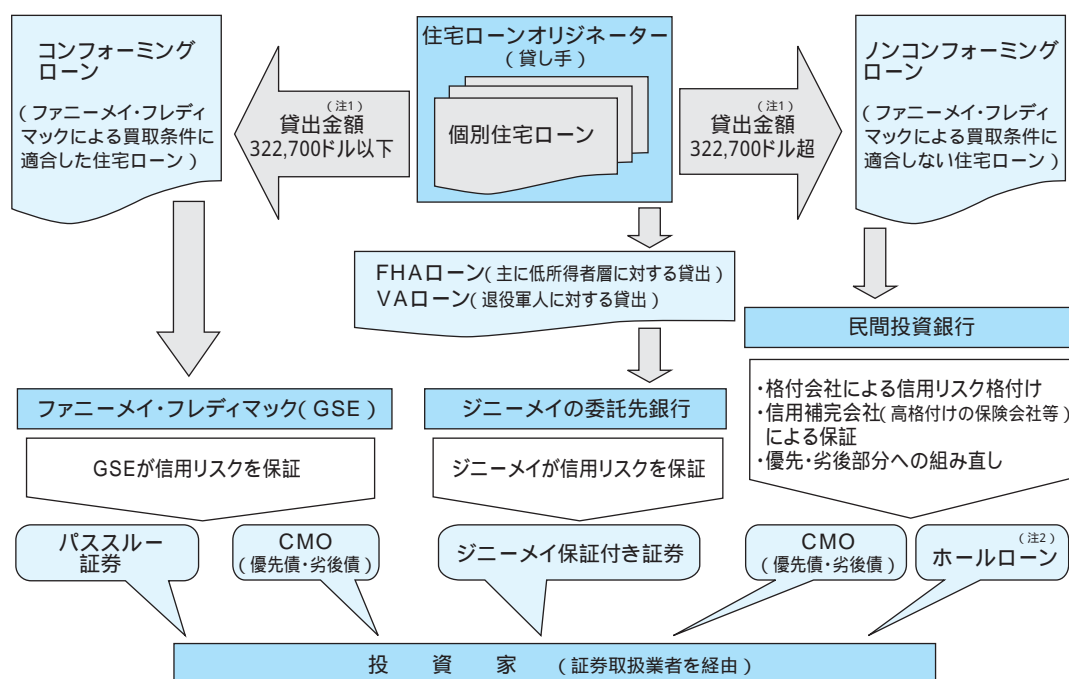 住宅ローンオリジネーター
(貸し手)
個別住宅ローン
コンフォーミング
ローン
(ファニーメイ・フレディ
マックによる買取条件に
適合した住宅ローン)
(注1)
貸出金額
322,700ドル以下
(注1)
貸出金額
322,700ドル超
ノンコンフォーミング
ローン
(ファニーメイ・フレディ
マックによる買取条件に
適合しない住宅ローン)
FHAローン(主に低所得者層に対する貸出)
VAローン(退役軍人に対する貸出)
ファニーメイ・フレディマック(GSE)
GSEが信用リスクを保証
パススルー
証券
CMO
(優先債・劣後債)
ジニーメイの委託先銀行
ジニーメイが信用リスクを保証
ジニーメイ保証付き証券
民間投資銀行
・格付会社による信用リスク格付け
・信用補完会社(高格付けの保険会社等)
による保証
・優先・劣後部分への組み直し
CMO
(優先債・劣後債)
(注2)
ホールローン
投 資 家 (証券取扱業者を経由)